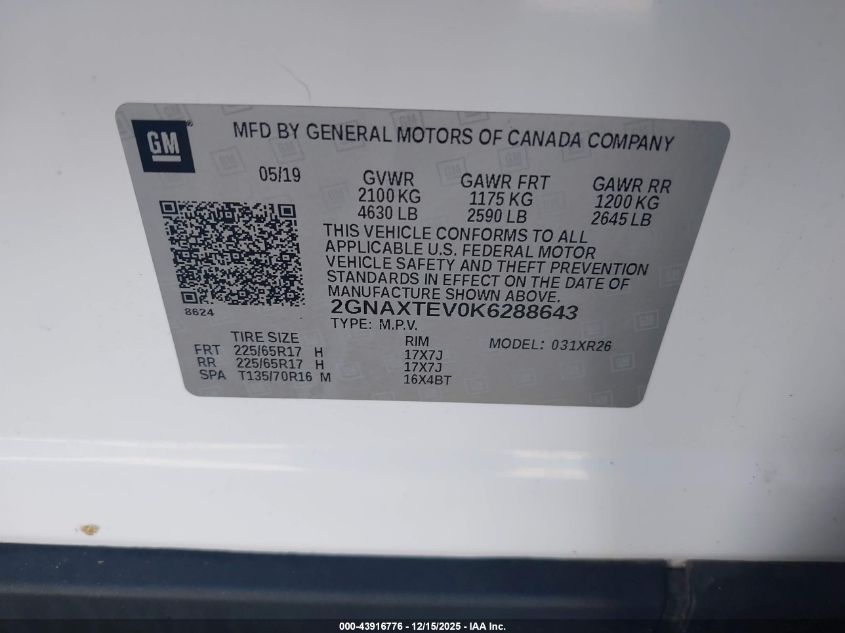 GM
MFD BY GENERAL MOTORS OF CANADA COMPANY
05/19 GVWR GAWR FRT GAWR RR
2100 KG 1175 KG 1200 KG
4630 LB 2590 LB 2645 LB
THIS VEHICLE CONFORMS TO ALL
APPLICABLE U.S. FEDERAL MOTOR
VEHICLE SAFETY AND THEFT PREVENTION
STANDARDS IN EFFECT ON THE DATE OF
MANUFACTURE SHOWN ABOVE.
8624
2GNAXTEV0K6288643
TYPE: M.P.V.
TIRE SIZE RIM MODEL: 031XR26
FRT 225/65R17 H 17X7J
RR 225/65R17 H 17X7J
SPA T135/70R16 M 16X4BT
000-43916776 - 12/15/2025 - IAA Inc.